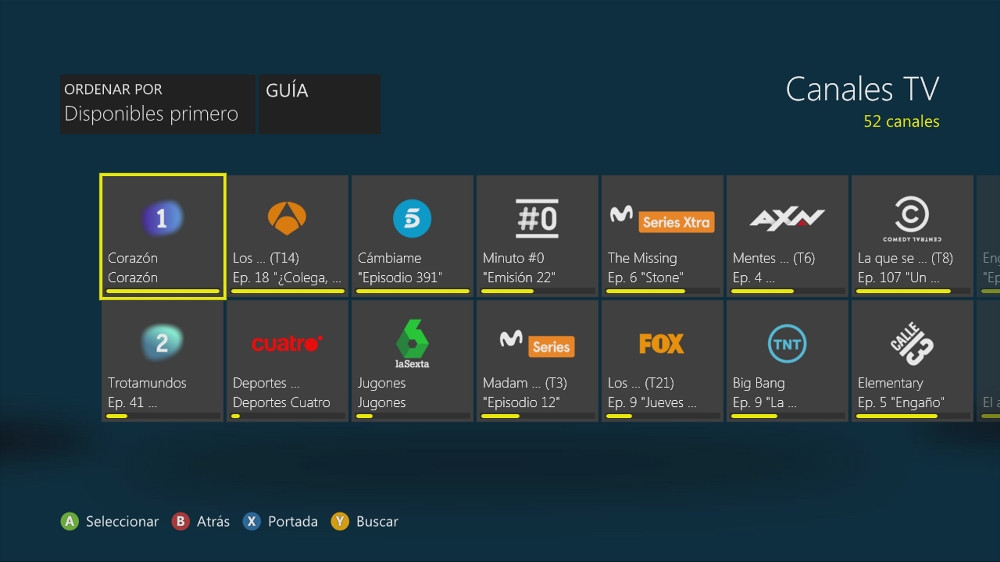 ORDENAR POR
Disponibles primero
GUÍA
Canales TV
52 canales
1
Corazón
Corazón
Los ... (T14)
Ep. 18 "¿Colega, ...
5
Cámbiame
"Episodio 391"
#0
Minuto #0
"Emisión 22"
Series Xtra
The Missing
Ep. 6 "Stone"
AXN
Mentes ... (T6)
Ep. 4 ...
COMEDY CENTRAL
La que se ... (T8)
Ep. 107 "Un ...
2
Trotamundos
Ep. 41 ...
cuatro
Deportes ...
Deportes Cuatro
laSexta
Jugones
Jugones
Series
Madam ... (T3)
"Episodio 12"
FOX
Los ... (T21)
Ep. 9 "Jueves ...
TNT
Big Bang
Ep. 9 "La ...
CALLE 13
Elementary
Ep. 5 "Engaño"
El
A Seleccionar
B Atrás
X Portada
Y Buscar